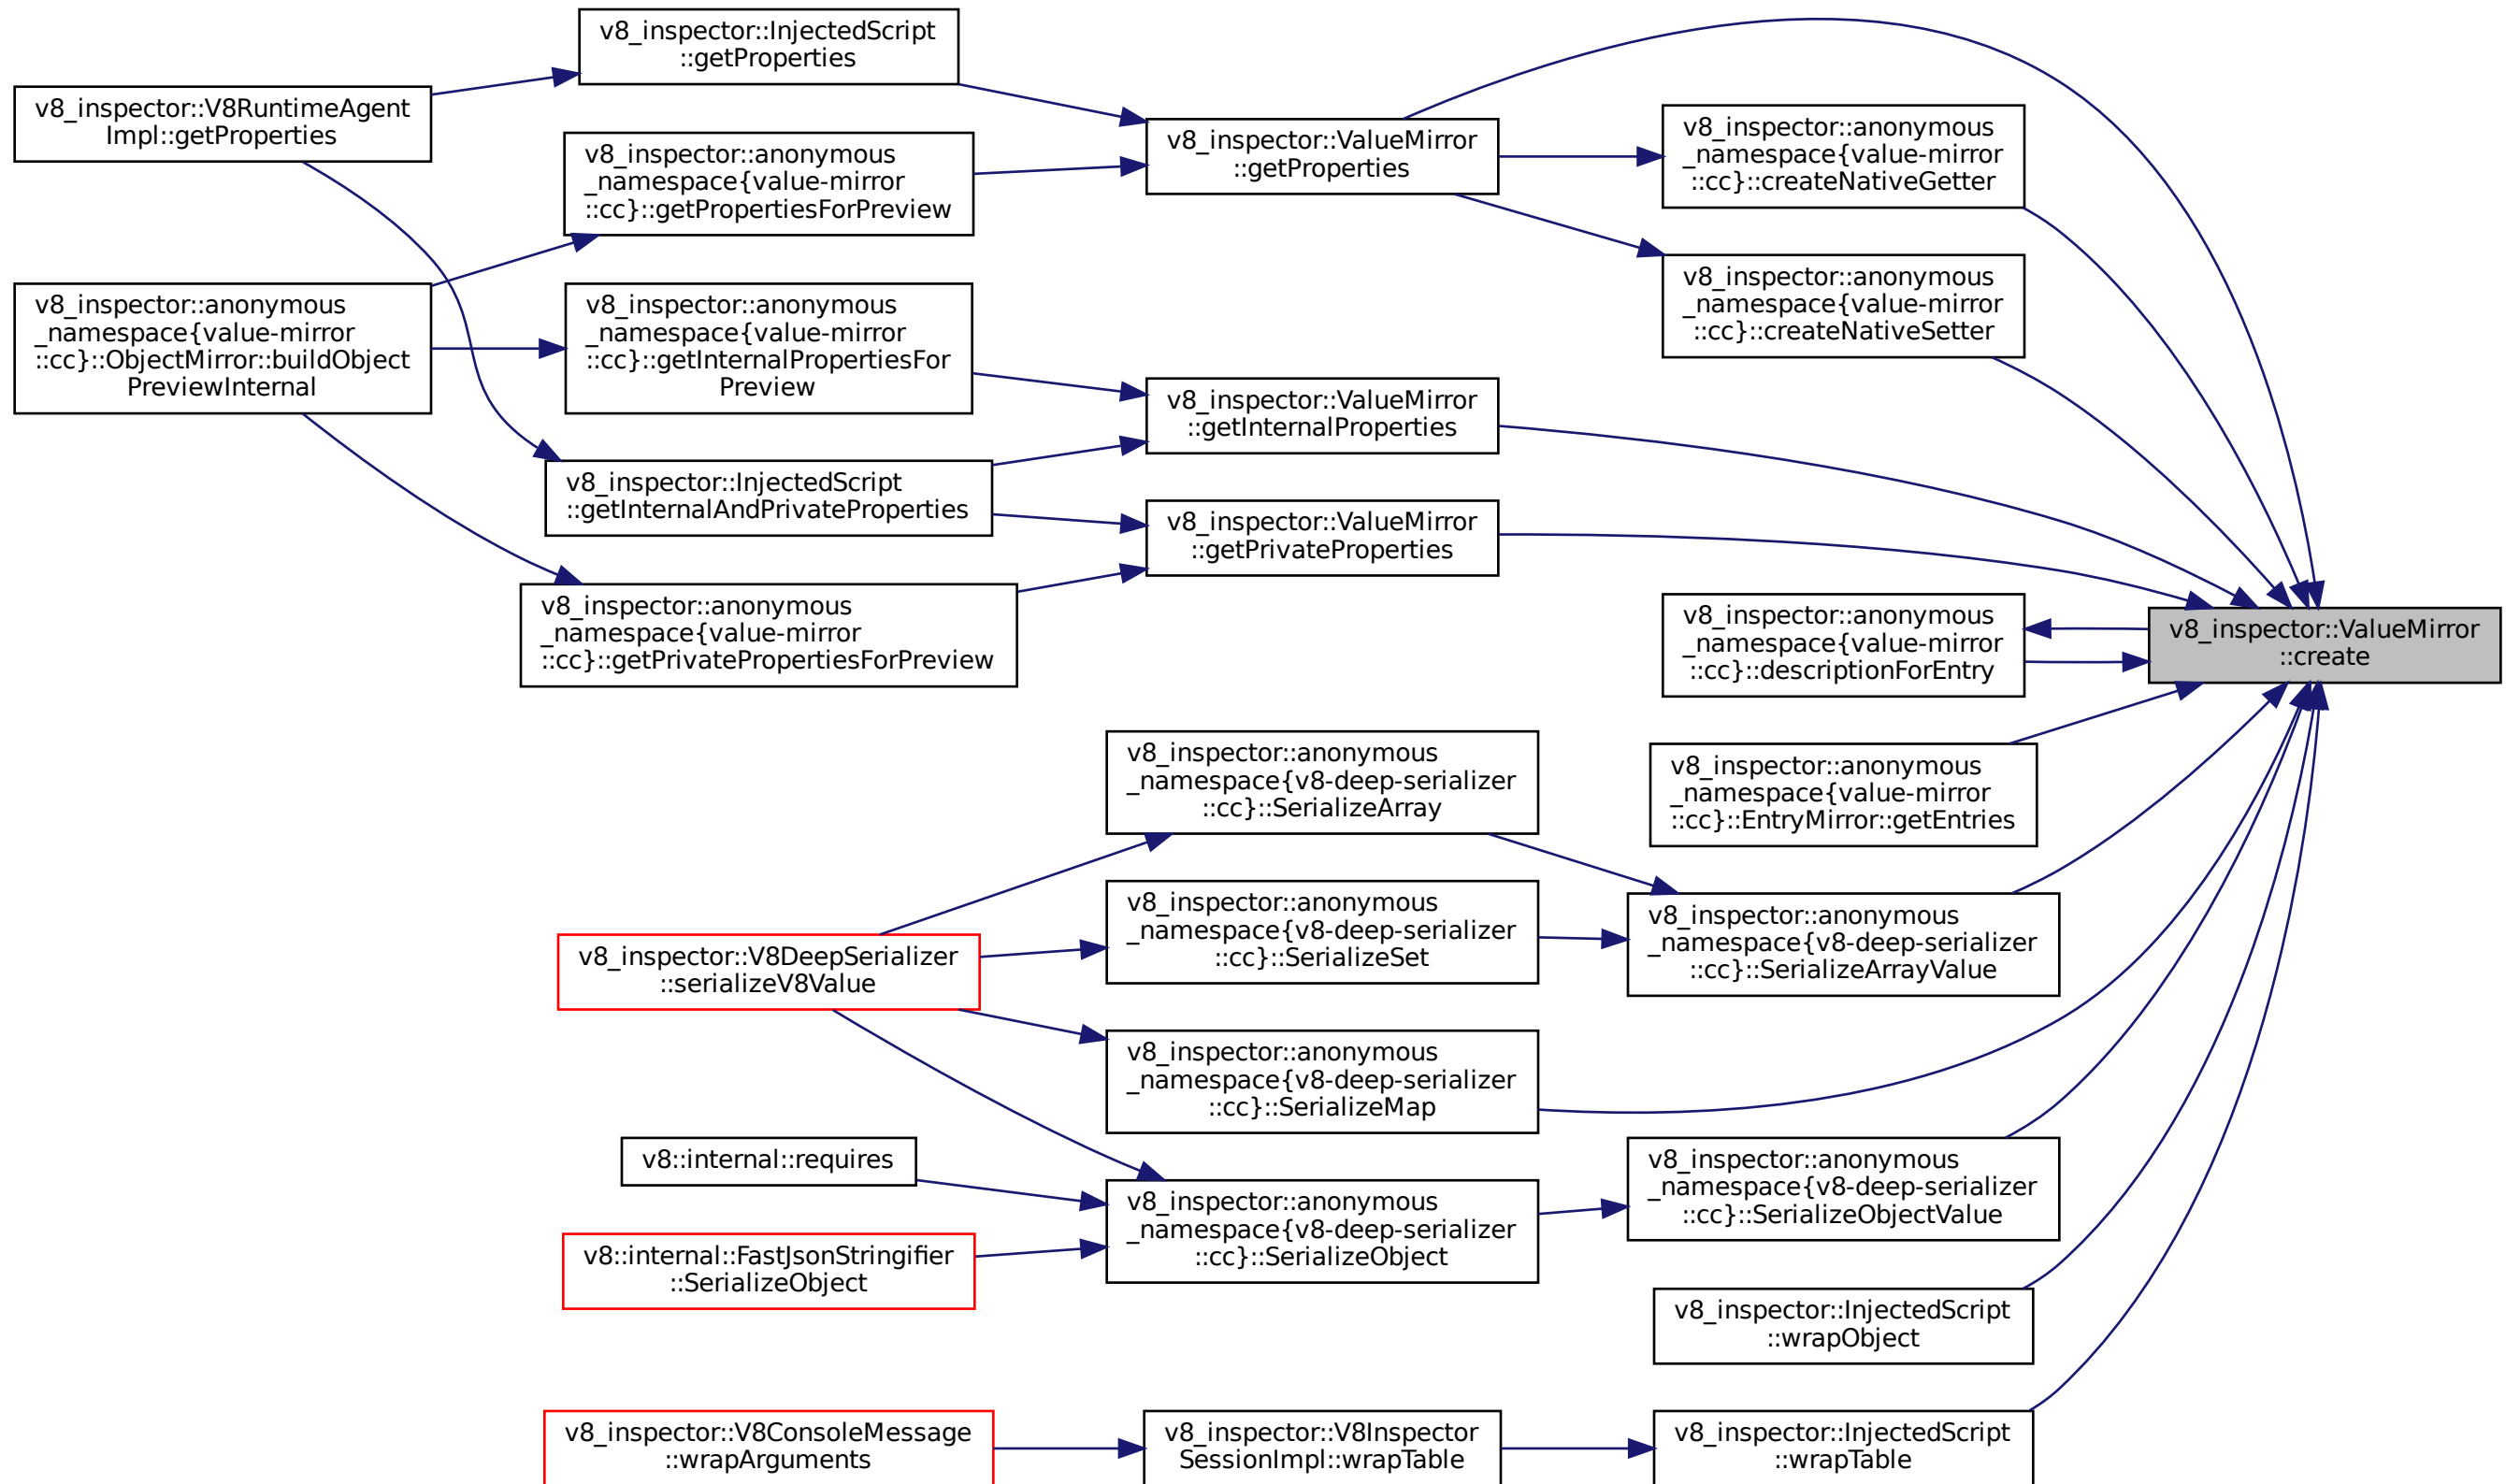 v8_inspector::InjectedScript
::getProperties
v8_inspector::V8RuntimeAgent
Impl::getProperties
v8_inspector::anonymous
_namespace{value-mirror
::cc}::getPropertiesForPreview
v8_inspector::ValueMirror
::getProperties
v8_inspector::anonymous
_namespace{value-mirror
::cc}::createNativeGetter
v8_inspector::anonymous
_namespace{value-mirror
::cc}::createNativeSetter
v8_inspector::anonymous
_namespace{value-mirror
::cc}::ObjectMirror::buildObject
PreviewInternal
v8_inspector::anonymous
_namespace{value-mirror
::cc}::getInternalPropertiesFor
Preview
v8_inspector::ValueMirror
::getInternalProperties
v8_inspector::InjectedScript
::getInternalAndPrivateProperties
v8_inspector::ValueMirror
::getPrivateProperties
v8_inspector::anonymous
_namespace{value-mirror
::cc}::getPrivatePropertiesForPreview
v8_inspector::anonymous
_namespace{value-mirror
::cc}::descriptionForEntry
v8_inspector::ValueMirror
::create
v8_inspector::anonymous
_namespace{v8-deep-serializer
::cc}::SerializeArray
v8_inspector::anonymous
_namespace{value-mirror
::cc}::EntryMirror::getEntries
v8_inspector::V8DeepSerializer
::serializeV8Value
v8_inspector::anonymous
_namespace{v8-deep-serializer
::cc}::SerializeSet
v8_inspector::anonymous
_namespace{v8-deep-serializer
::cc}::SerializeArrayValue
v8_inspector::anonymous
_namespace{v8-deep-serializer
::cc}::SerializeMap
v8::internal::requires
v8_inspector::anonymous
_namespace{v8-deep-serializer
::cc}::SerializeObject
v8_inspector::anonymous
_namespace{v8-deep-serializer
::cc}::SerializeObjectValue
v8::internal::FastJsonStringifier
::SerializeObject
v8_inspector::InjectedScript
::wrapObject
v8_inspector::V8ConsoleMessage
::wrapArguments
v8_inspector::V8Inspector
SessionImpl::wrapTable
v8_inspector::InjectedScript
::wrapTable